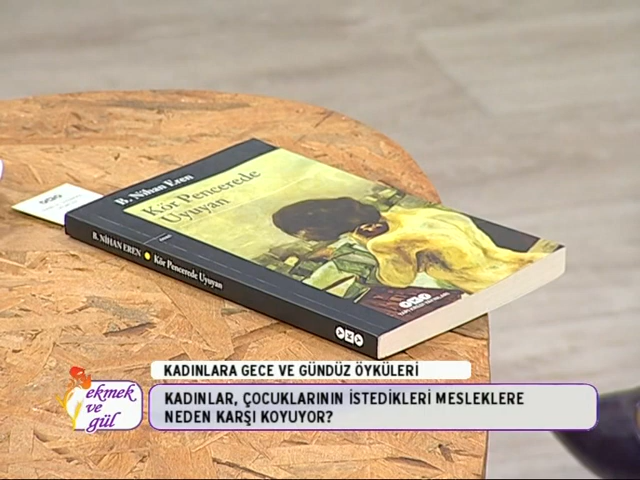 B. Nihan Eren
Kör Pencerede
Uyuyan
B. NİHAN EREN Kör Pencerede Uyuyan
YKY
KADINLARA GECE VE GÜNDÜZ ÖYKÜLERİ
KADINLAR, ÇOCUKLARININ İSTEDİKLERİ MESLEKLERE
NEDEN KARŞI KOYUYOR?
ekmek
ve
gül